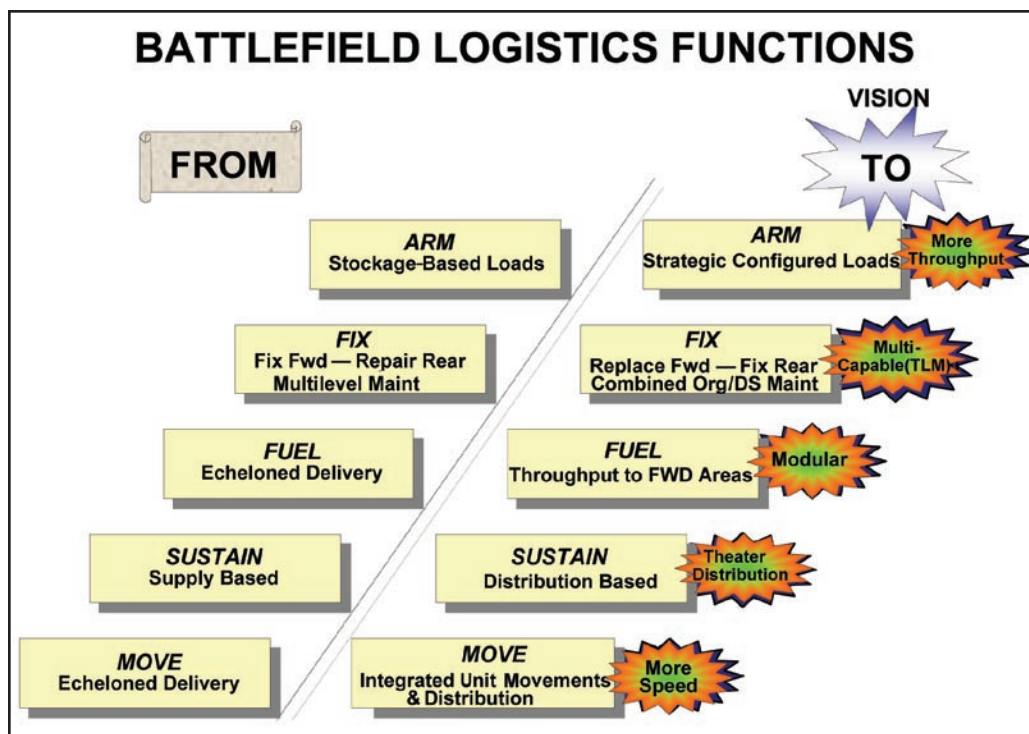 BATTLEFIELD LOGISTICS FUNCTIONS
FROM
VISION
TO
ARM
Stockage-Based Loads
ARM
Strategic Configured Loads
More
Throughput
FIX
Fix Fwd — Repair Rear
Multilevel Maint
FIX
Replace Fwd — Fix Rear
Combined Org/DS Maint
Multi-
Capable(TLM)
FUEL
Echeloned Delivery
FUEL
Throughput to FWD Areas
Modular
SUSTAIN
Supply Based
SUSTAIN
Distribution Based
Theater
Distribution
MOVE
Echeloned Delivery
MOVE
Integrated Unit Movements
& Distribution
More
Speed